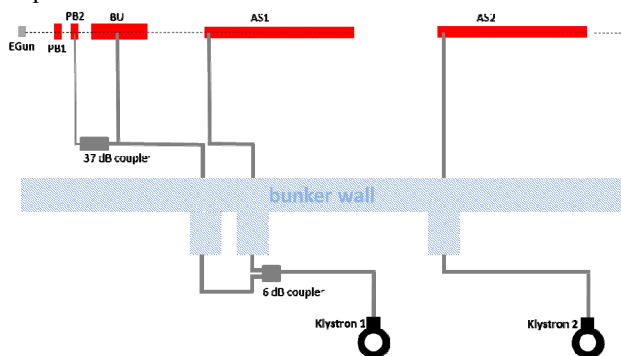 PB2
BU
AS1
AS2
EGun
PB1
37 dB coupler
bunker wall
6 dB coupler
Klystron 1
Klystron 2